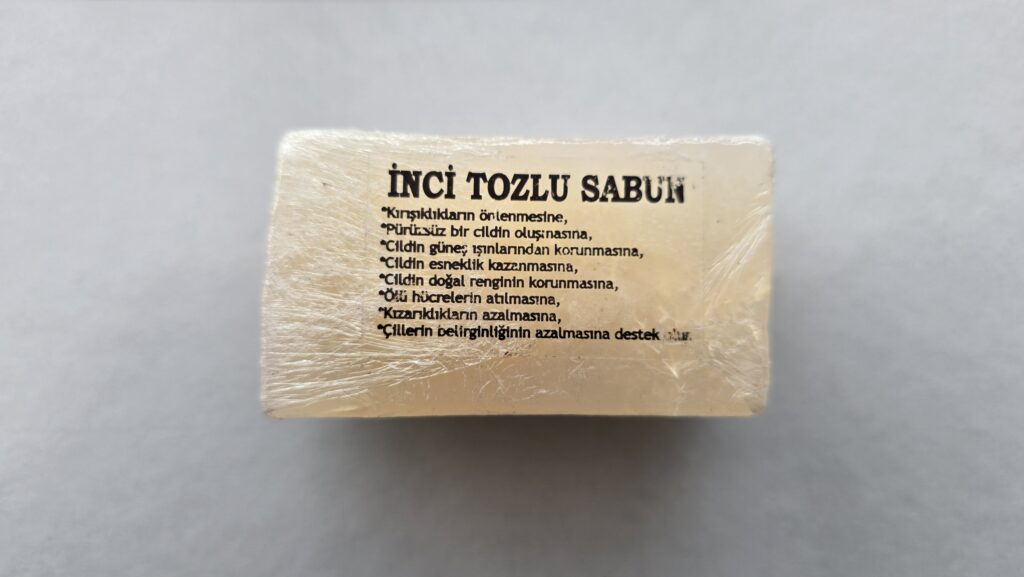 İNCİ TOZLU SABUN
*Kırışıklıkların önlenmesine,
*Pürüzsüz bir cildin oluşmasına,
*Cildin güneş ışınlarından korunmasına,
*Cildin esneklik kazanmasına,
*Cildin doğal renginin korunmasına,
*Ölü hücrelerin atılmasına,
*Kızarıklıkların azalmasına,
*Çillerin belirginliğinin azalmasına destek olur.